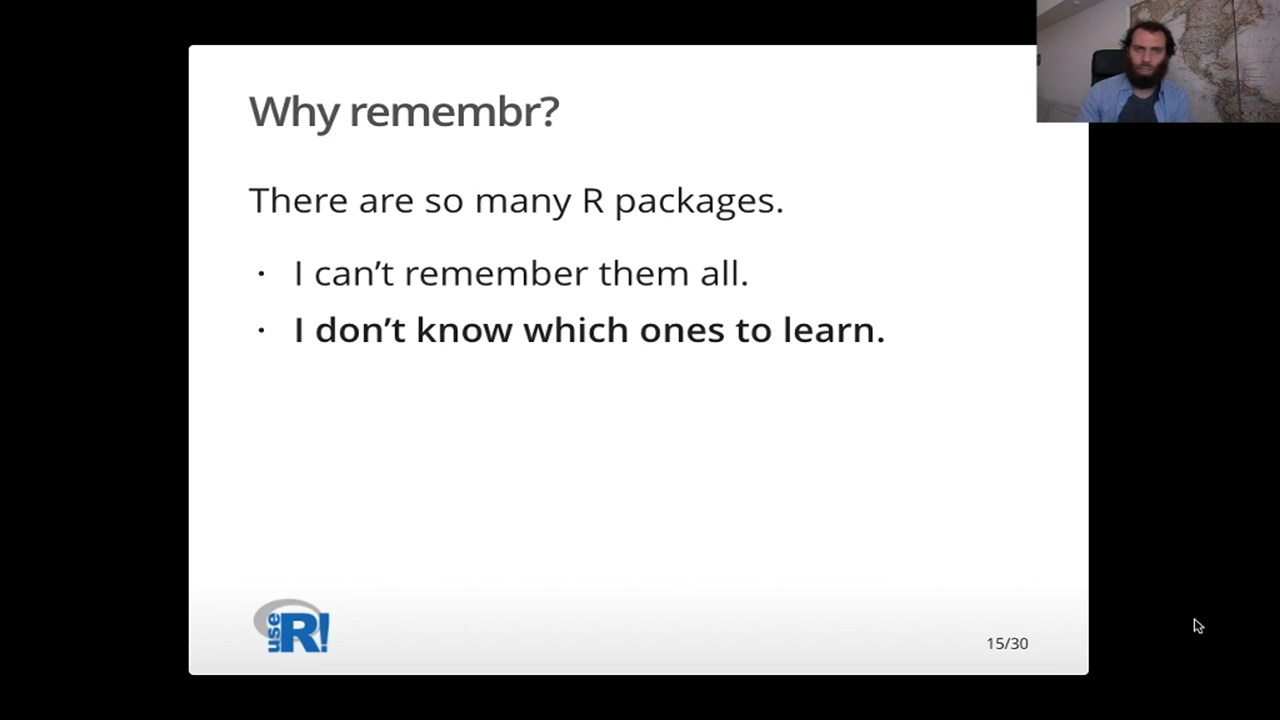 Why remembr?
There are so many R packages.
· I can’t remember them all.
· I don’t know which ones to learn.
use R!
15/30